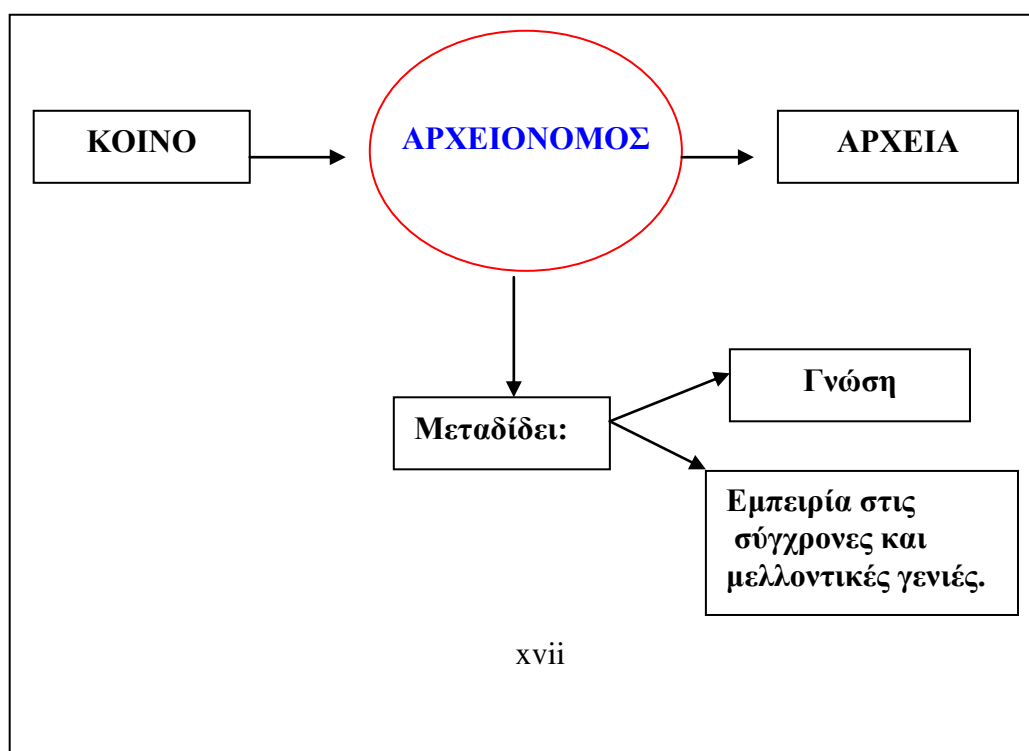 ΚΟΙΝΟ
ΑΡΧΕΙΟΝΟΜΟΣ
ΑΡΧΕΙΑ
Μεταδίδει:
Γνώση
Εμπειρία στις
σύγχρονες και
μελλοντικές γενιές.
xvii